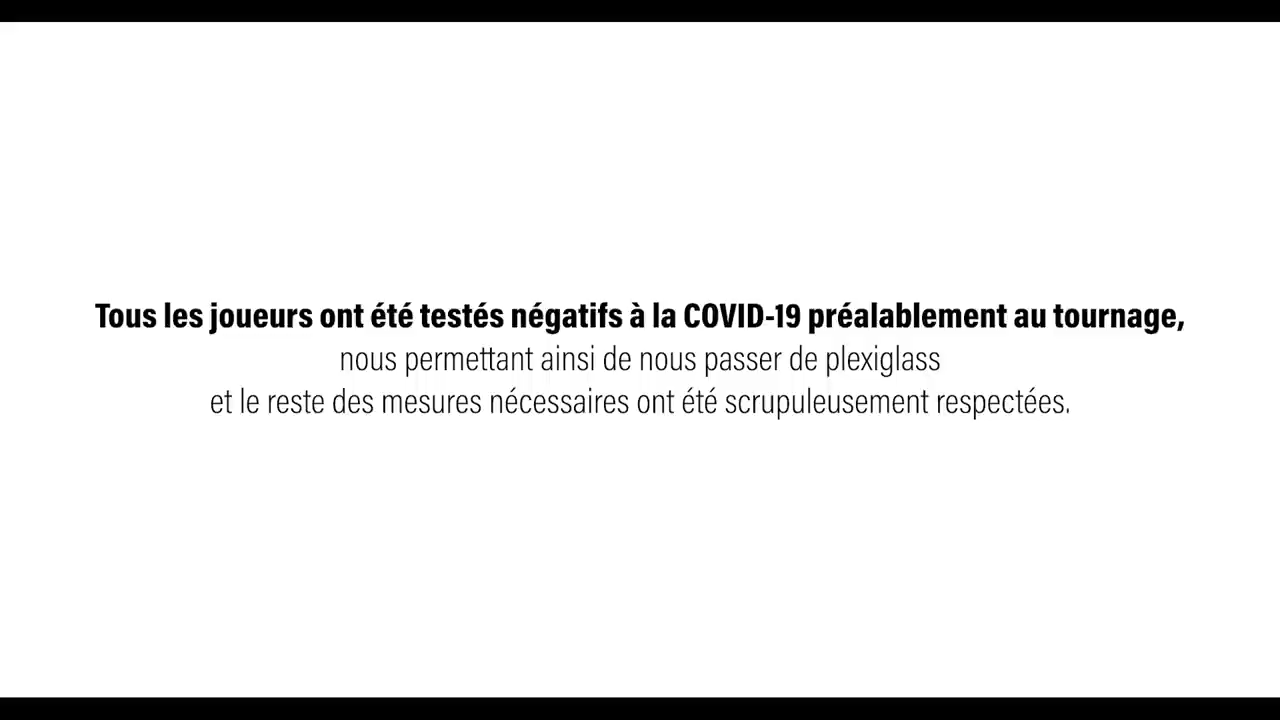 Tous les joueurs ont été testés négatifs à la COVID-19 préalablement au tournage,
nous permettant ainsi de nous passer de plexiglass
et le reste des mesures nécessaires ont été scrupuleusement respectées.